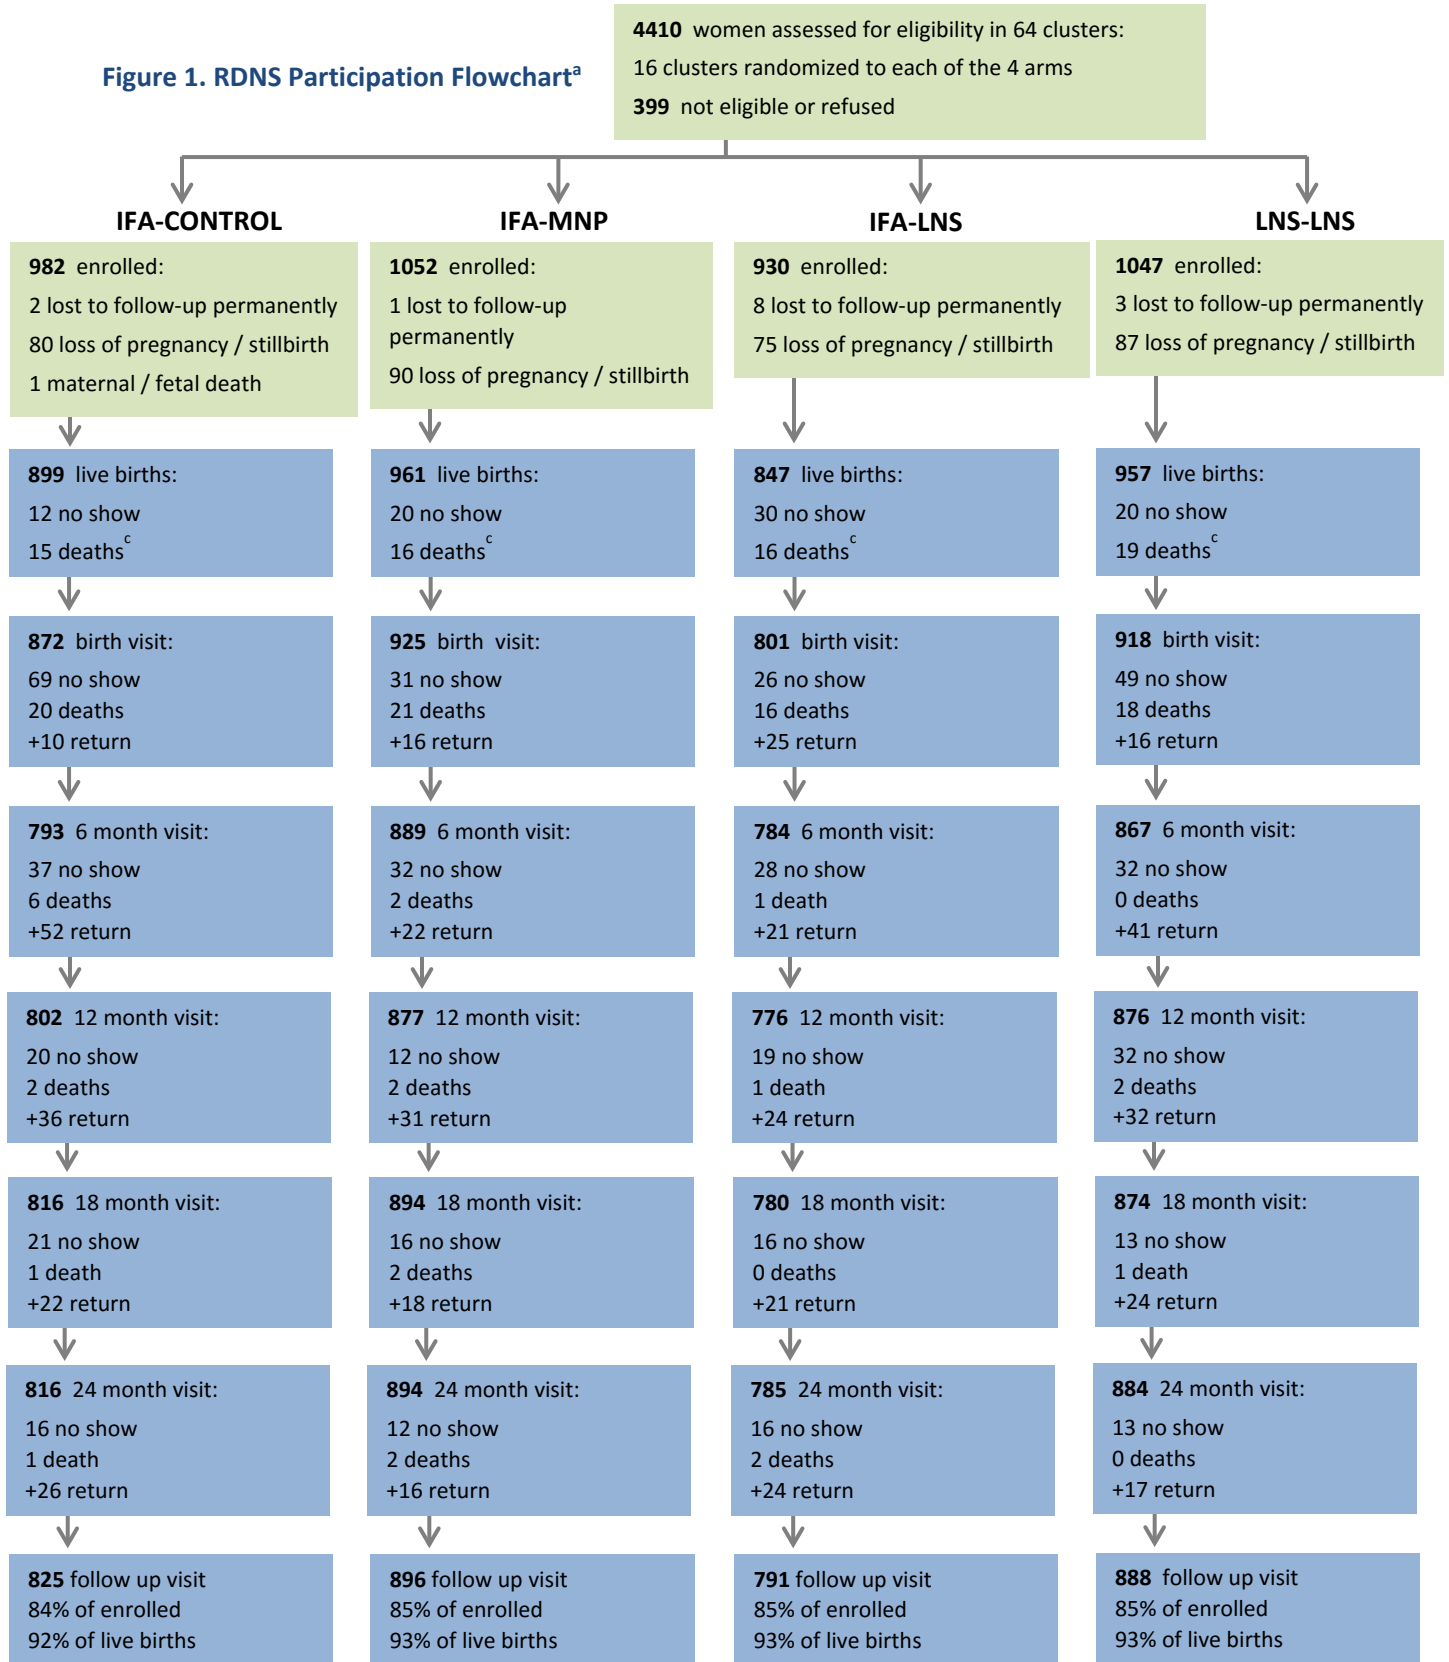 4410 women assessed for eligibility in 64 clusters:
16 clusters randomized to each of the 4 arms
399 not eligible or refused
Figure 1. RDNS Participation Flowchartᵃ
IFA-CONTROL
982 enrolled:
2 lost to follow-up permanently
80 loss of pregnancy / stillbirth
1 maternal / fetal death
899 live births:
12 no show
15 deathsᶜ
872 birth visit:
69 no show
20 deaths
+10 return
793 6 month visit:
37 no show
6 deaths
+52 return
802 12 month visit:
20 no show
2 deaths
+36 return
816 18 month visit:
21 no show
1 death
+22 return
816 24 month visit:
16 no show
1 death
+26 return
825 follow up visit
84% of enrolled
92% of live births
IFA-MNP
1052 enrolled:
1 lost to follow-up
permanently
90 loss of pregnancy / stillbirth
961 live births:
20 no show
16 deathsᶜ
925 birth visit:
31 no show
21 deaths
+16 return
889 6 month visit:
32 no show
2 deaths
+22 return
877 12 month visit:
12 no show
2 deaths
+31 return
894 18 month visit:
16 no show
2 deaths
+18 return
894 24 month visit:
12 no show
2 deaths
+16 return
896 follow up visit
85% of enrolled
93% of live births
IFA-LNS
930 enrolled:
8 lost to follow-up permanently
75 loss of pregnancy / stillbirth
847 live births:
30 no show
16 deathsᶜ
801 birth visit:
26 no show
16 deaths
+25 return
784 6 month visit:
28 no show
1 death
+21 return
776 12 month visit:
19 no show
1 death
+24 return
780 18 month visit:
16 no show
0 deaths
+21 return
785 24 month visit:
16 no show
2 deaths
+24 return
791 follow up visit
85% of enrolled
93% of live births
LNS-LNS
1047 enrolled:
3 lost to follow-up permanently
87 loss of pregnancy / stillbirth
957 live births:
20 no show
19 deathsᶜ
918 birth visit:
49 no show
18 deaths
+16 return
867 6 month visit:
32 no show
0 deaths
+41 return
876 12 month visit:
32 no show
2 deaths
+32 return
874 18 month visit:
13 no show
1 death
+24 return
884 24 month visit:
13 no show
0 deaths
+17 return
888 follow up visit
85% of enrolled
93% of live births